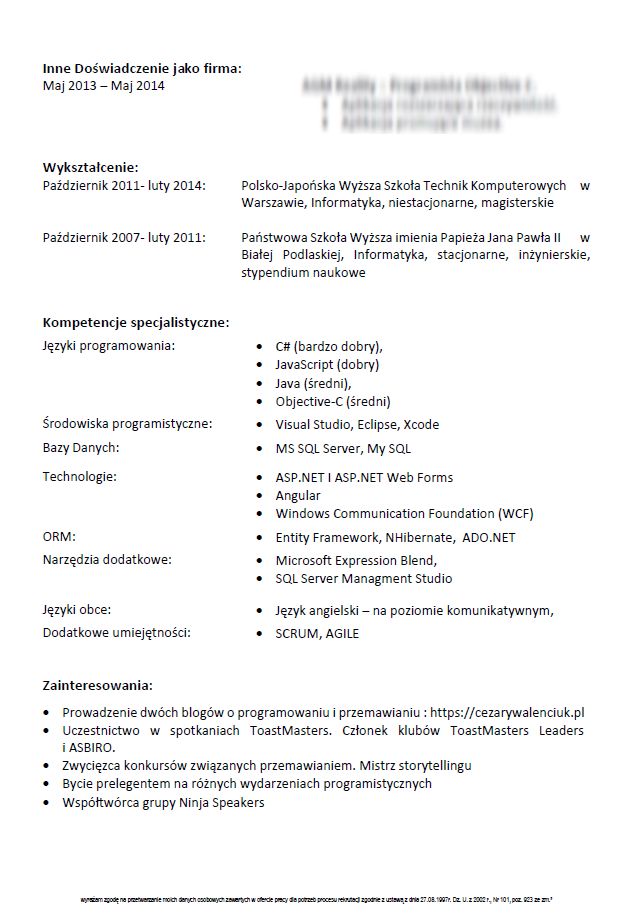 Inne Doświadczenie jako firma:
Maj 2013 – Maj 2014
Wykształcenie:
Październik 2011- luty 2014: Polsko-Japońska Wyższa Szkoła Technik Komputerowych w
Warszawie, Informatyka, niestacjonarne, magisterskie
Październik 2007- luty 2011: Państwowa Szkoła Wyższa imienia Papieża Jana Pawła II w
Białej Podlaskiej, Informatyka, stacjonarne, inżynierskie,
stypendium naukowe
Kompetencje specjalistyczne:
Języki programowania: • C# (bardzo dobry),
• JavaScript (dobry)
• Java (średni),
• Objective-C (średni)
Środowiska programistyczne: • Visual Studio, Eclipse, Xcode
Bazy Danych: • MS SQL Server, My SQL
Technologie: • ASP.NET I ASP.NET Web Forms
• Angular
• Windows Communication Foundation (WCF)
ORM: • Entity Framework, NHibernate, ADO.NET
Narzędzia dodatkowe: • Microsoft Expression Blend,
• SQL Server Managment Studio
Języki obce: • Język angielski – na poziomie komunikatywnym,
Dodatkowe umiejętności: • SCRUM, AGILE
Zainteresowania:
• Prowadzenie dwóch blogów o programowaniu i przemawianiu : https://cezarywalenciuk.pl
• Uczestnictwo w spotkaniach ToastMasters. Członek klubów ToastMasters Leaders
i ASBIRO.
• Zwycięzca konkursów związanych przemawianiem. Mistrz storytellingu
• Bycie prelegentem na różnych wydarzeniach programistycznych
• Współtwórca grupy Ninja Speakers
wyrażam zgodę na przetwarzanie moich danych osobowych zawartych w ofercie pracy dla potrzeb procesu rekrutacji zgodnie z ustawą z dnia 27.08.1997r. Dz. U. z 2002 r., Nr 101, poz. 923 ze zm."